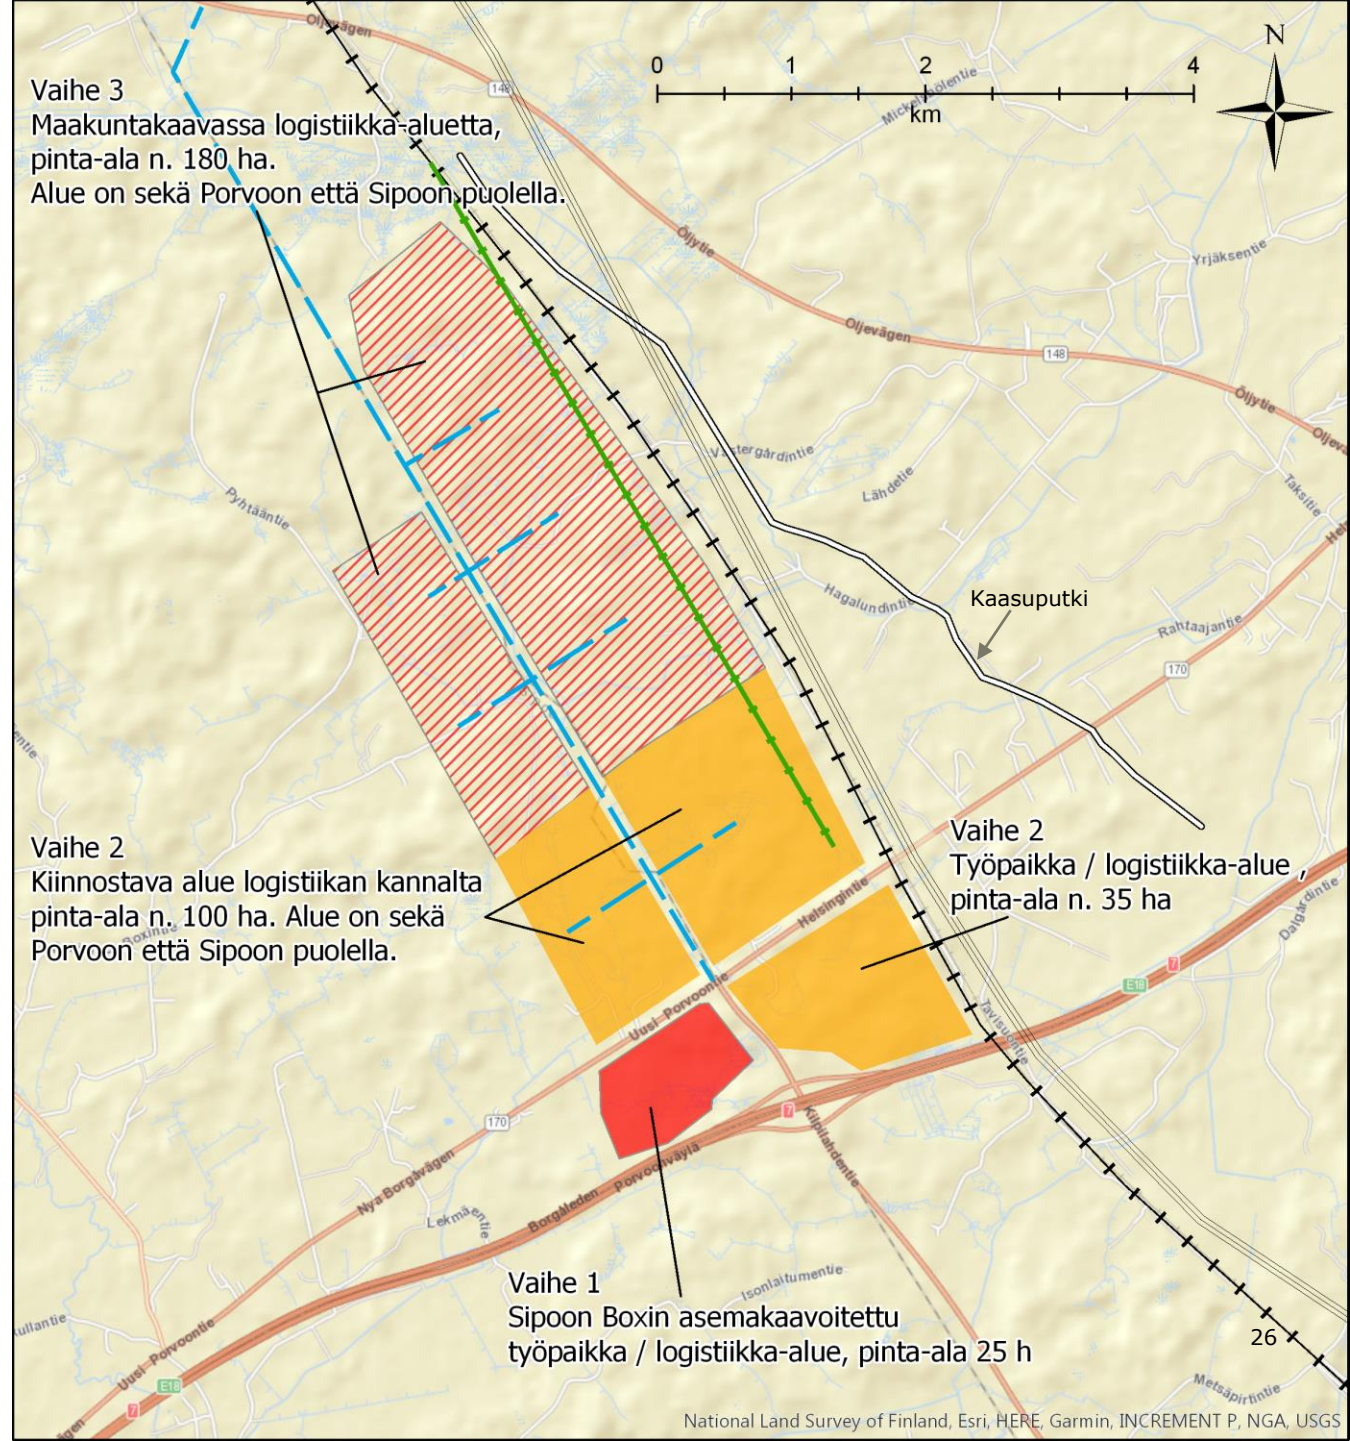 Oljevägen
148
0 1 2 4
km
N
Mickelsbölentie
Vaihe 3
Maakuntakaavassa logistiikka-aluetta,
pinta-ala n. 180 ha.
Alue on sekä Porvoon että Sipoon puolella.
Öljytie
Yrjäksentie
Oljevägen
148
Öljytie
Västergårdintie
Lähdetie
Taksitie
Pyhtääntie
Hagalundintie
Kaasuputki
Rahtaajantie
170
Vaihe 2
Työpaikka / logistiikka-alue ,
pinta-ala n. 35 ha
Vaihe 2
Kiinnostava alue logistiikan kannalta
pinta-ala n. 100 ha. Alue on sekä
Porvoon että Sipoon puolella.
Boxintie
Helsingintie
Dalgårdintie
7
E18
Uusi Porvoontie
Tavisuontie
170
7
Kilpilahdentie
Nya Borgåvägen
Borgåleden Porvoonväylä
Lekmäentie
Isonlaitumentie
Vaihe 1
Sipoon Boxin asemakaavoitettu
työpaikka / logistiikka-alue, pinta-ala 25 h
26
Uusi Porvoontie
E18
7
Metsäpirtintie
National Land Survey of Finland, Esri, HERE, Garmin, INCREMENT P, NGA, USGS